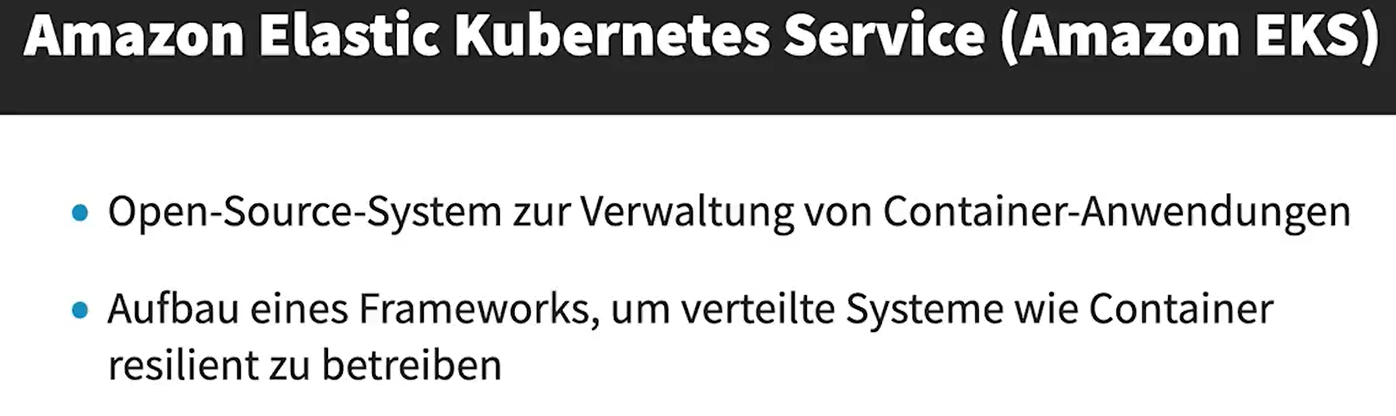 Amazon Elastic Kubernetes Service (Amazon EKS)
• Open-Source-System zur Verwaltung von Container-Anwendungen
• Aufbau eines Frameworks, um verteilte Systeme wie Container
resilient zu betreiben